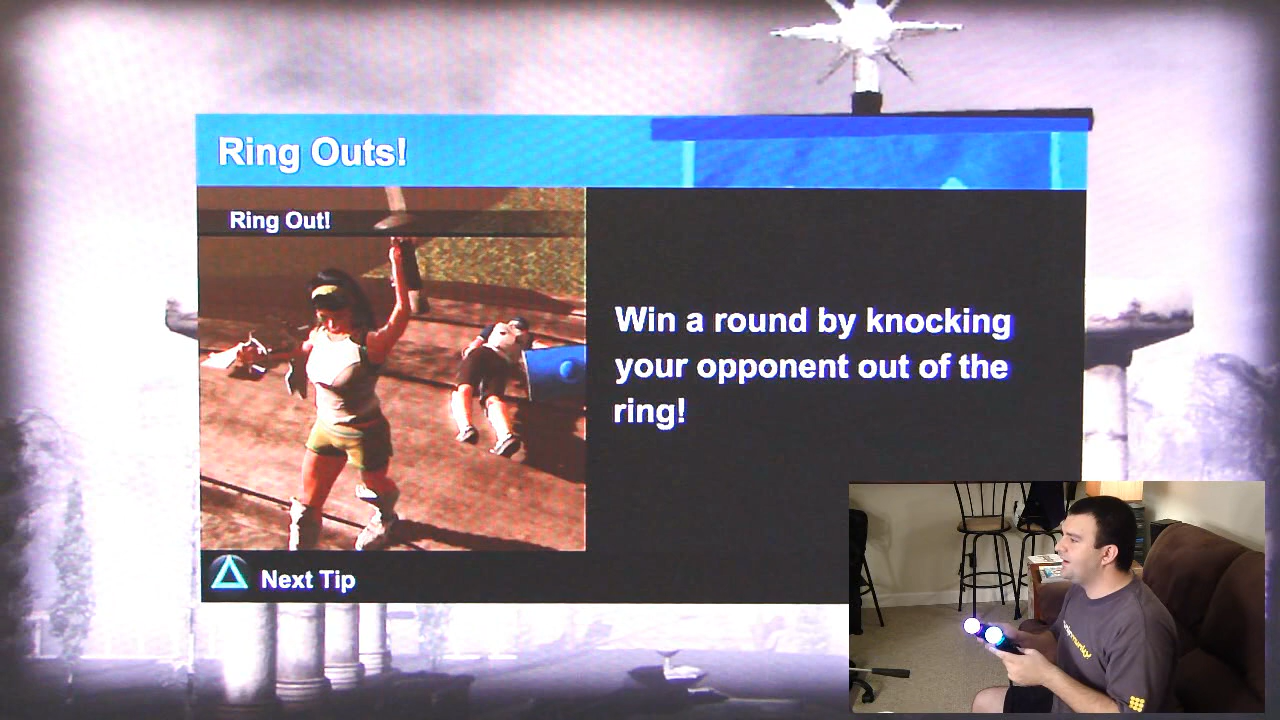 Ring Outs!
Ring Out!
Win a round by knocking
your opponent out of the
ring!
Next Tip